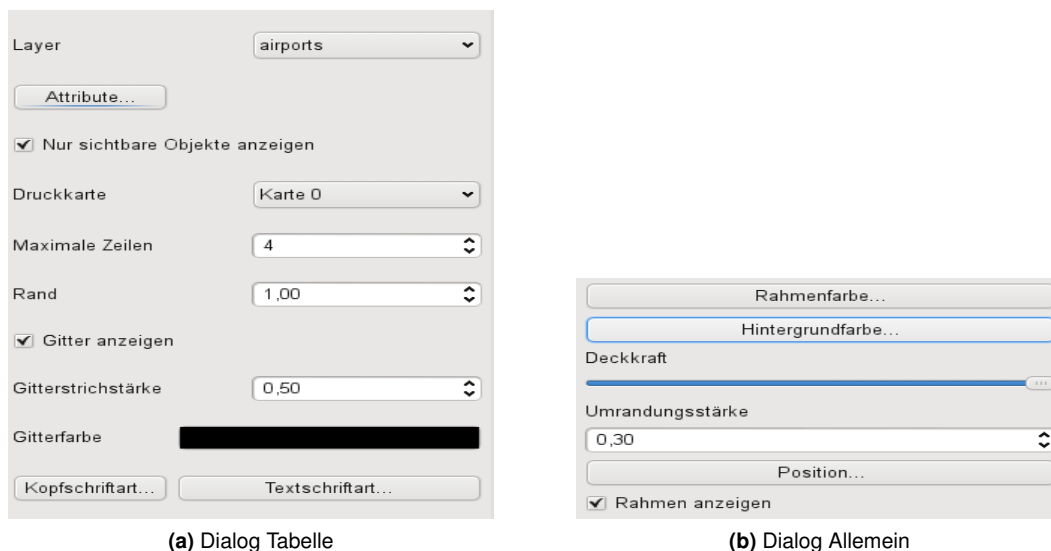 Layer airports
Attribute...
Nur sichtbare Objekte anzeigen
Druckkarte Karte 0
Maximale Zeilen 4
Rand 1,00
Gitter anzeigen
Gitterstrichstärke 0,50
Gitterfarbe
Kopfschriftart... Textschriftart...
(a) Dialog Tabelle
Rahmenfarbe...
Hintergrundfarbe...
Deckkraft
Umrandungsstärke
0,30
Position...
Rahmen anzeigen
(b) Dialog Allemein